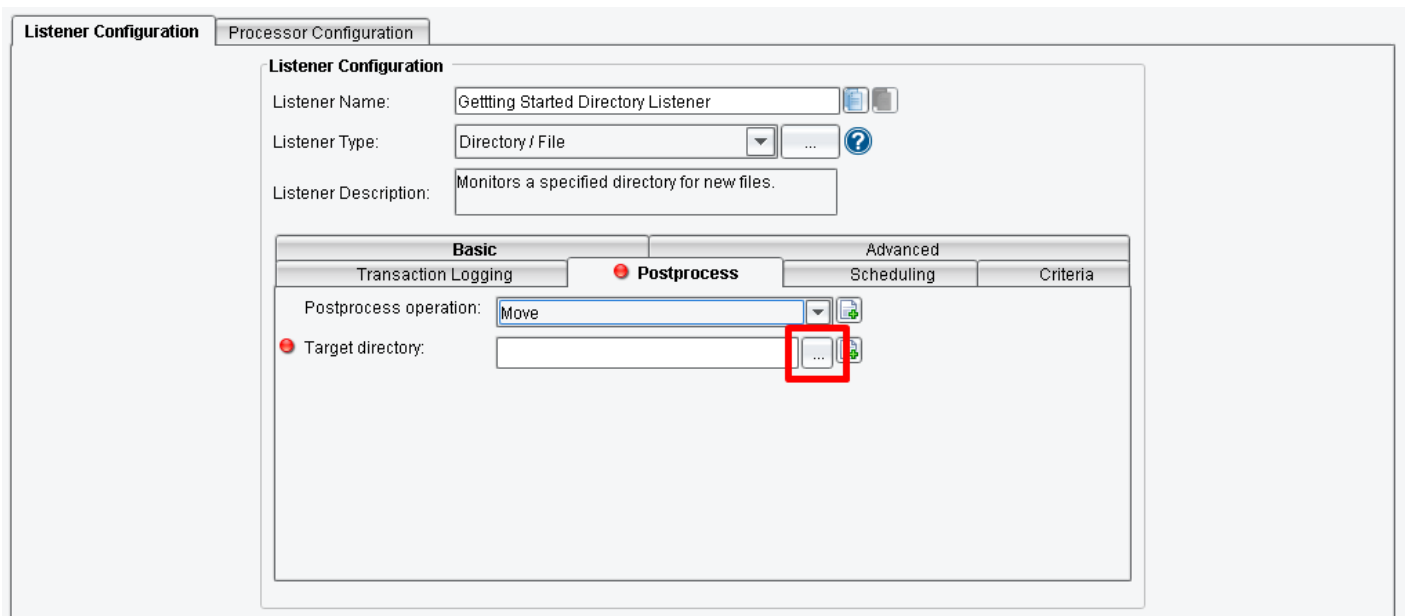 Listener Configuration Processor Configuration
Listener Configuration
Listener Name: Gettting Started Directory Listener
Listener Type: Directory / File ... ?
Listener Description: Monitors a specified directory for new files.
Basic Advanced
Transaction Logging Postprocess Scheduling Criteria
Postprocess operation: Move
Target directory: ...